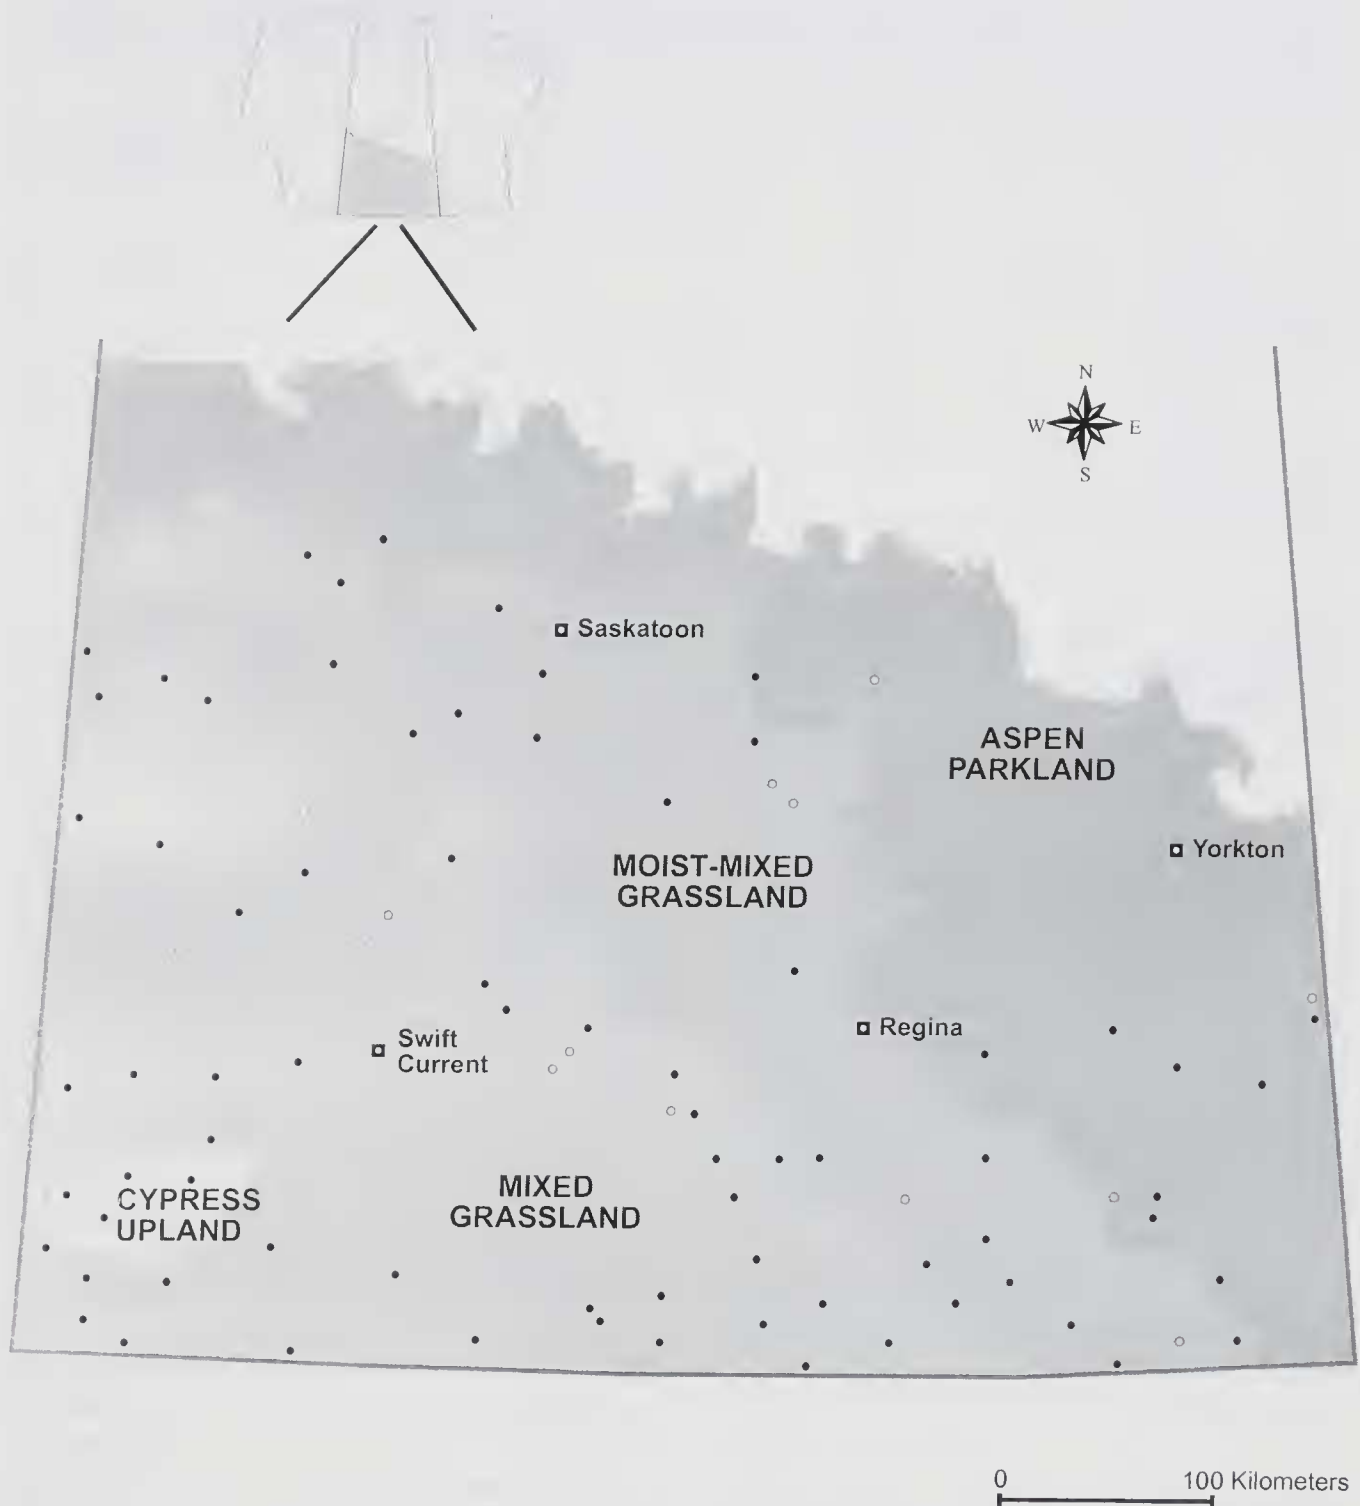 N
W E
S
Saskatoon
ASPEN
PARKLAND
MOIST-MIXED
GRASSLAND
Yorkton
Regina
Swift
Current
CYPRESS
UPLAND
MIXED
GRASSLAND
0 100 Kilometers